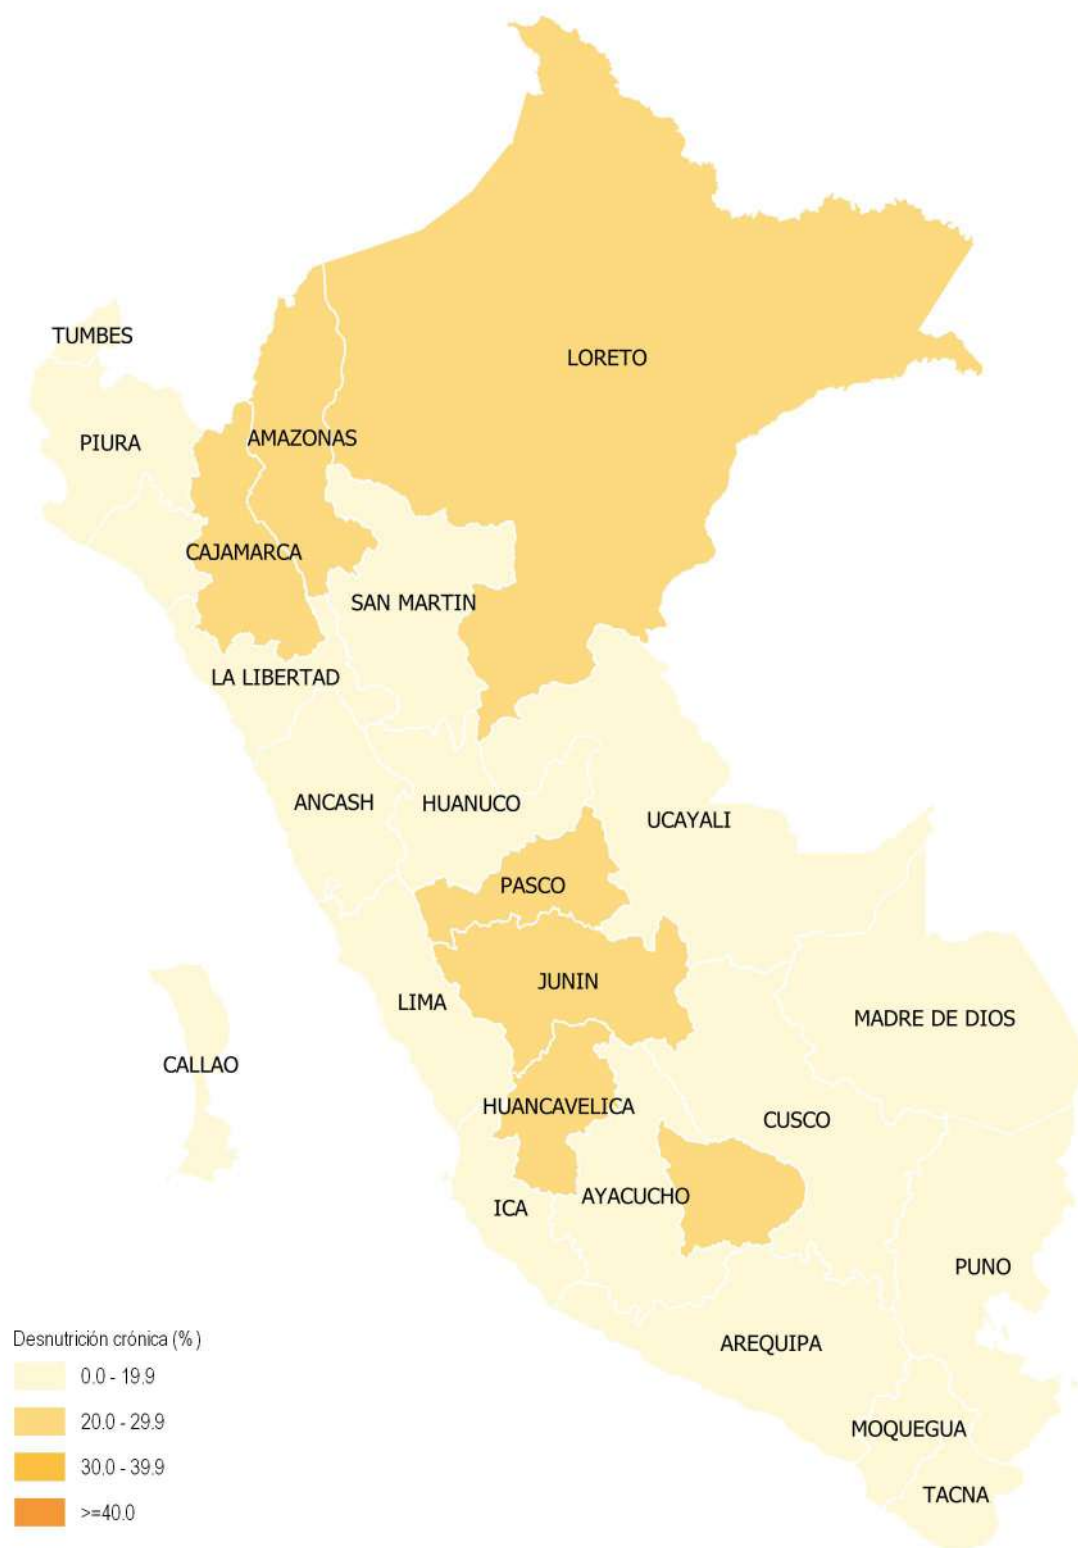 TUMBES
LORETO
PIURA
AMAZONAS
CAJAMARCA
SAN MARTIN
LA LIBERTAD
ANCASH
HUANUCO
UCAYALI
PASCO
JUNIN
LIMA
MADRE DE DIOS
CALLAO
HUANCAVELICA
CUSCO
AYACUCHO
ICA
PUNO
AREQUIPA
MOQUEGUA
TACNA
Desnutrición crónica (%)
0.0 - 19.9
20.0 - 29.9
30.0 - 39.9
>=40.0